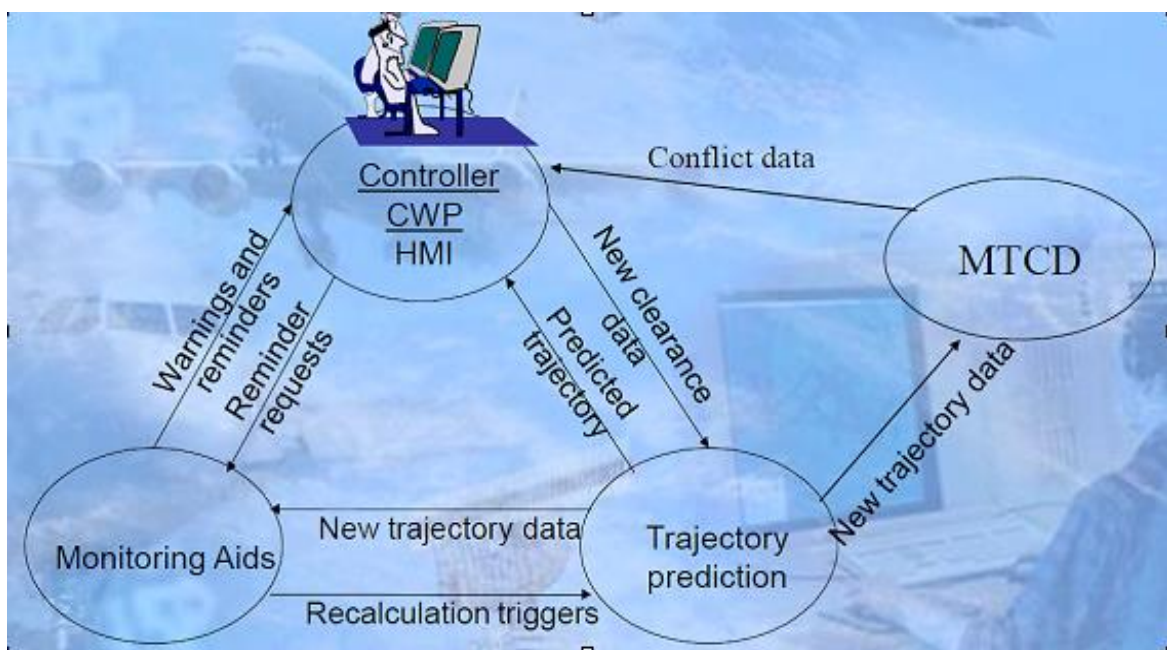 Conflict data
Controller
CWP
HMI
MTCD
Warnings and
reminders
Reminder
requests
New clearance
data
Predicted
trajectory
New trajectory data
New trajectory data
Monitoring Aids
Trajectory
prediction
Recalculation triggers